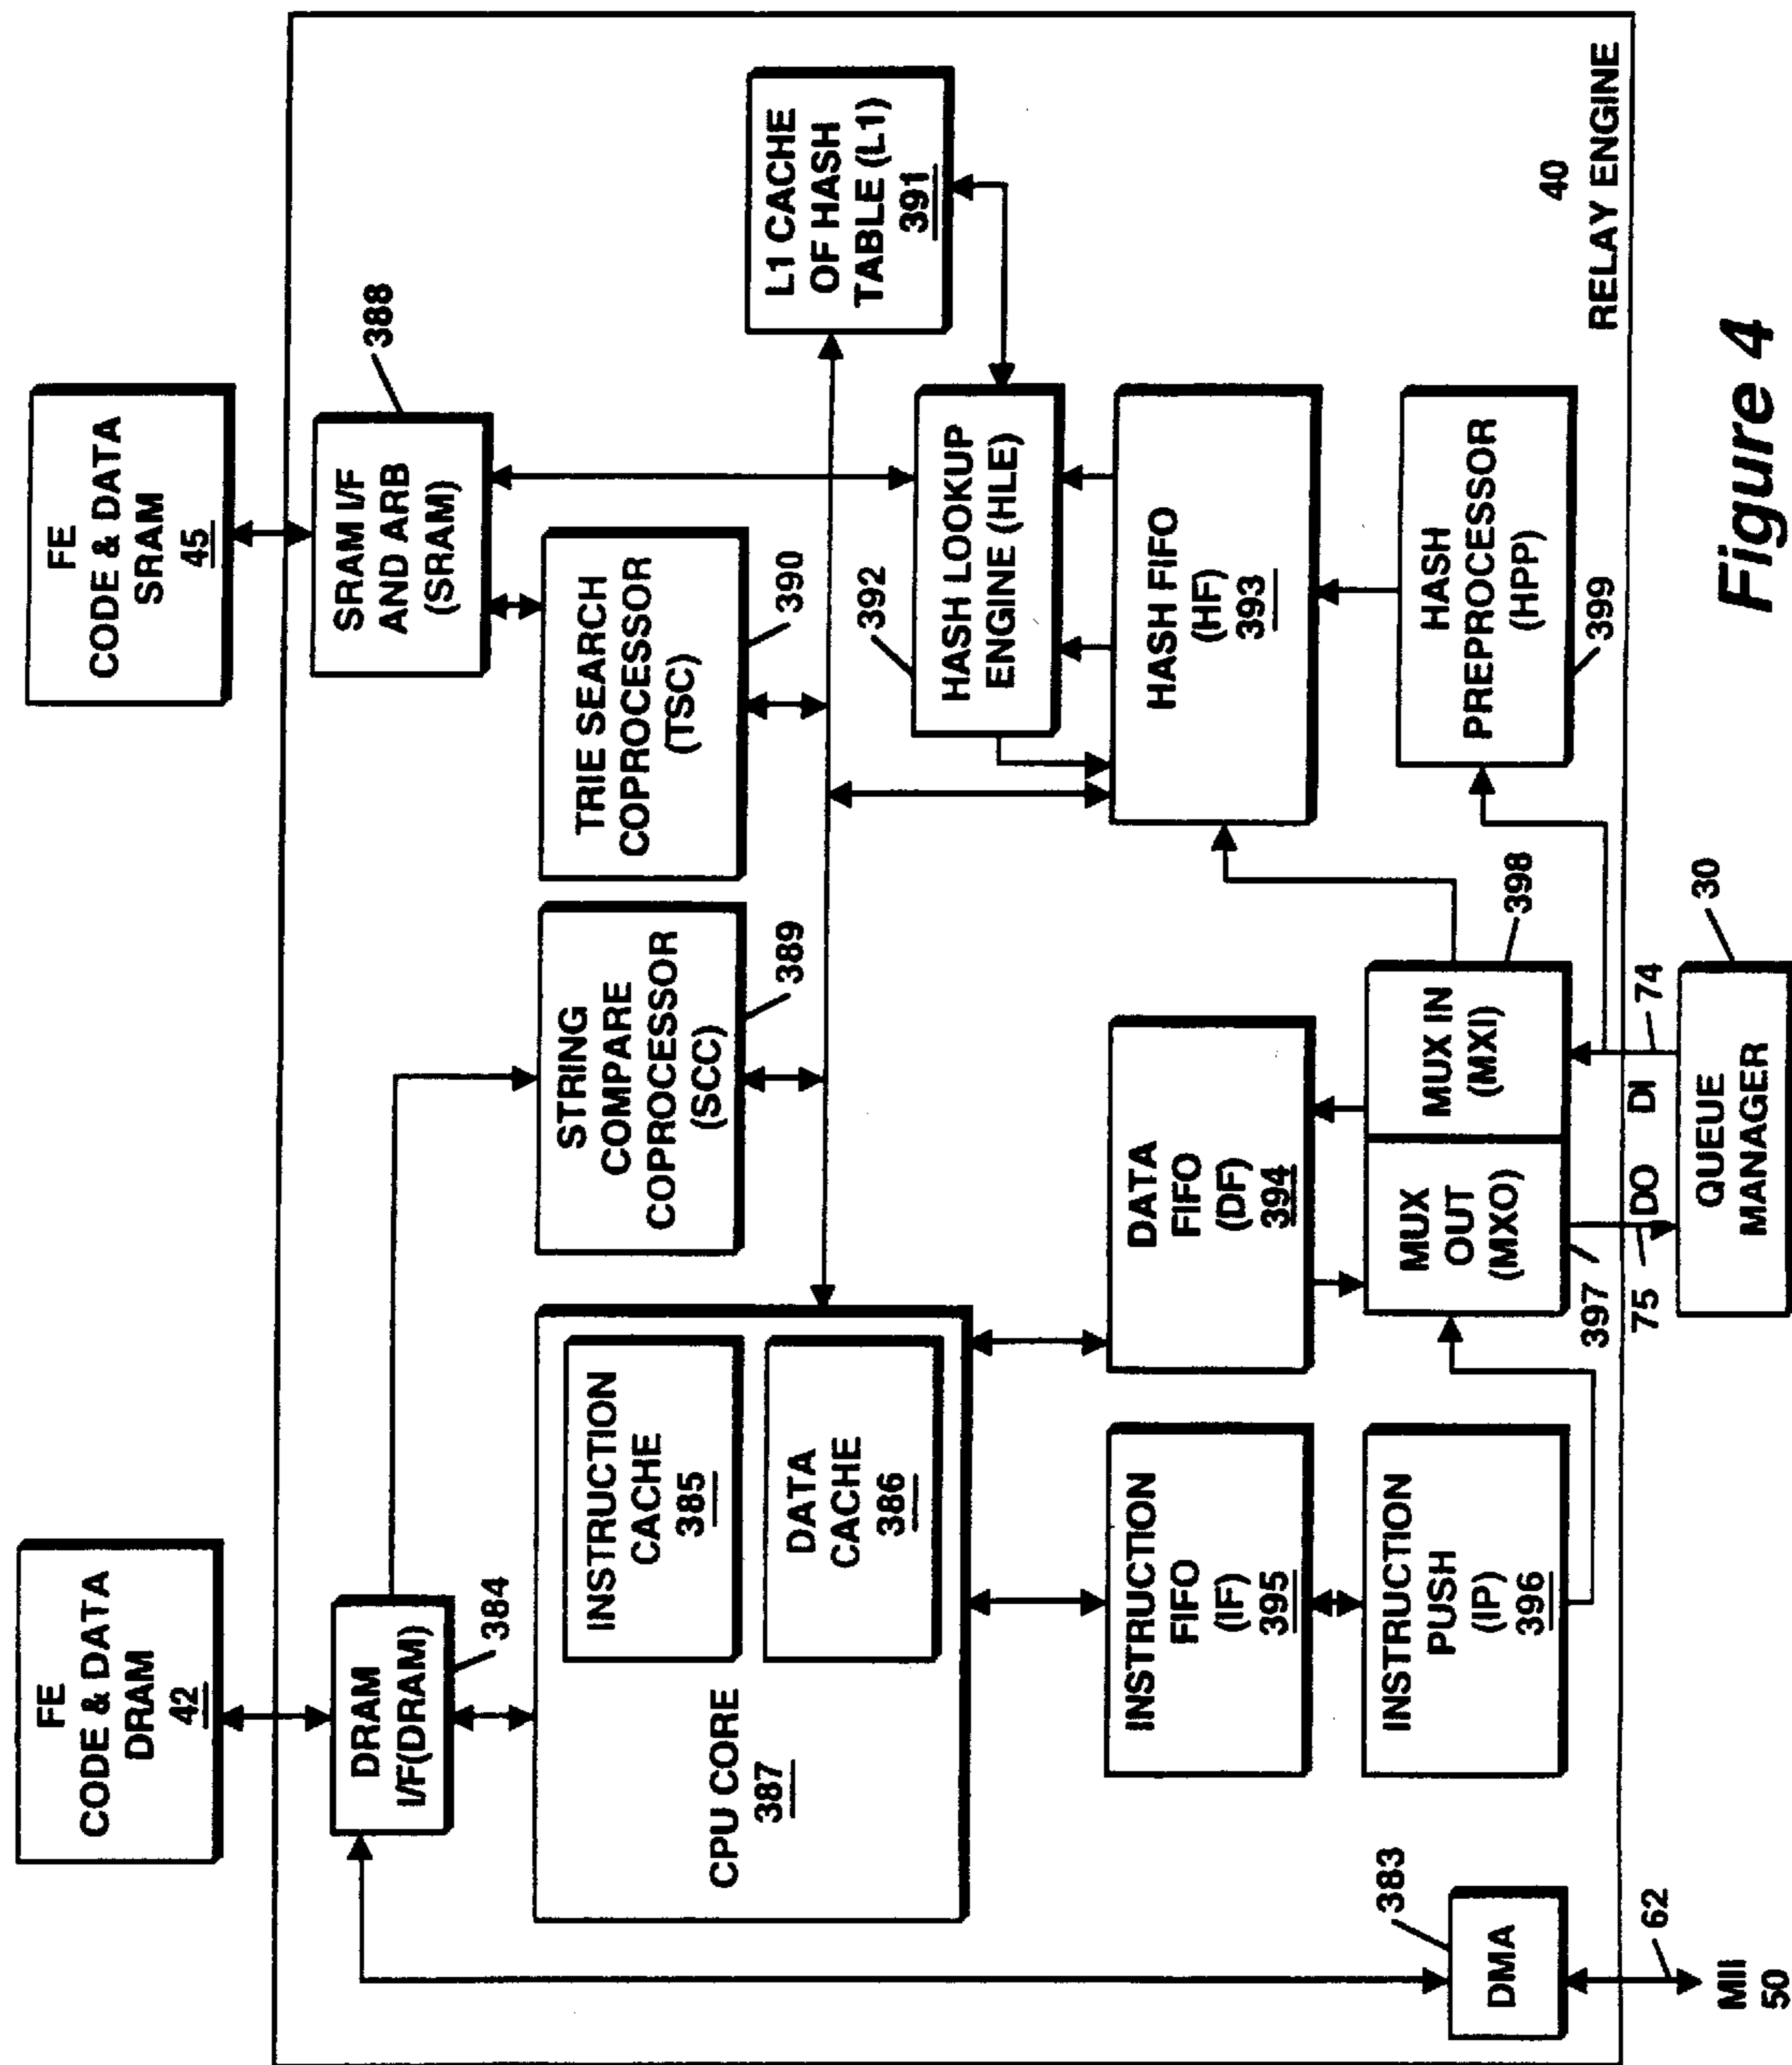 FE
CODE & DATA
DRAM
42
FE
CODE & DATA
SRAM
45
DRAM
I/F(DRAM)
384
SRAM I/F
AND ARB
(SRAM)
388
CPU CORE
387
INSTRUCTION
CACHE
385
DATA
CACHE
386
STRING
COMPARE
COPROCESSOR
(SCC)
389
TRIE SEARCH
COPROCESSOR
(TSC)
390
L1 CACHE
OF HASH
TABLE (L1)
391
392
HASH LOOKUP
ENGINE (HLE)
INSTRUCTION
FIFO
(IF)
395
DATA
FIFO
(DF)
394
HASH FIFO
(HF)
393
383
DMA
INSTRUCTION
PUSH
(IP)
396
MUX
OUT
(MXO)
MUX IN
(MXI)
398
HASH
PREPROCESSOR
(HPP)
399
397
40
RELAY ENGINE
62
75
DO
DI
74
MII
50
QUEUE
MANAGER
30
Figure 4